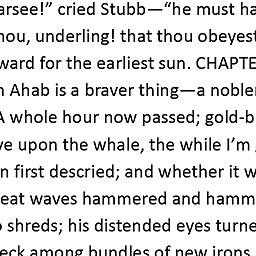 arsee!” cried Stubb—“he must ha
hou, underling! that thou obeyest
ward for the earliest sun. CHAPTE
n Ahab is a braver thing—a noble
A whole hour now passed; gold-b
ve upon the whale, the while I’m
n first descried; and whether it w
eat waves hammered and hamm
shreds; his distended eyes turne
eck among bundles of new irons